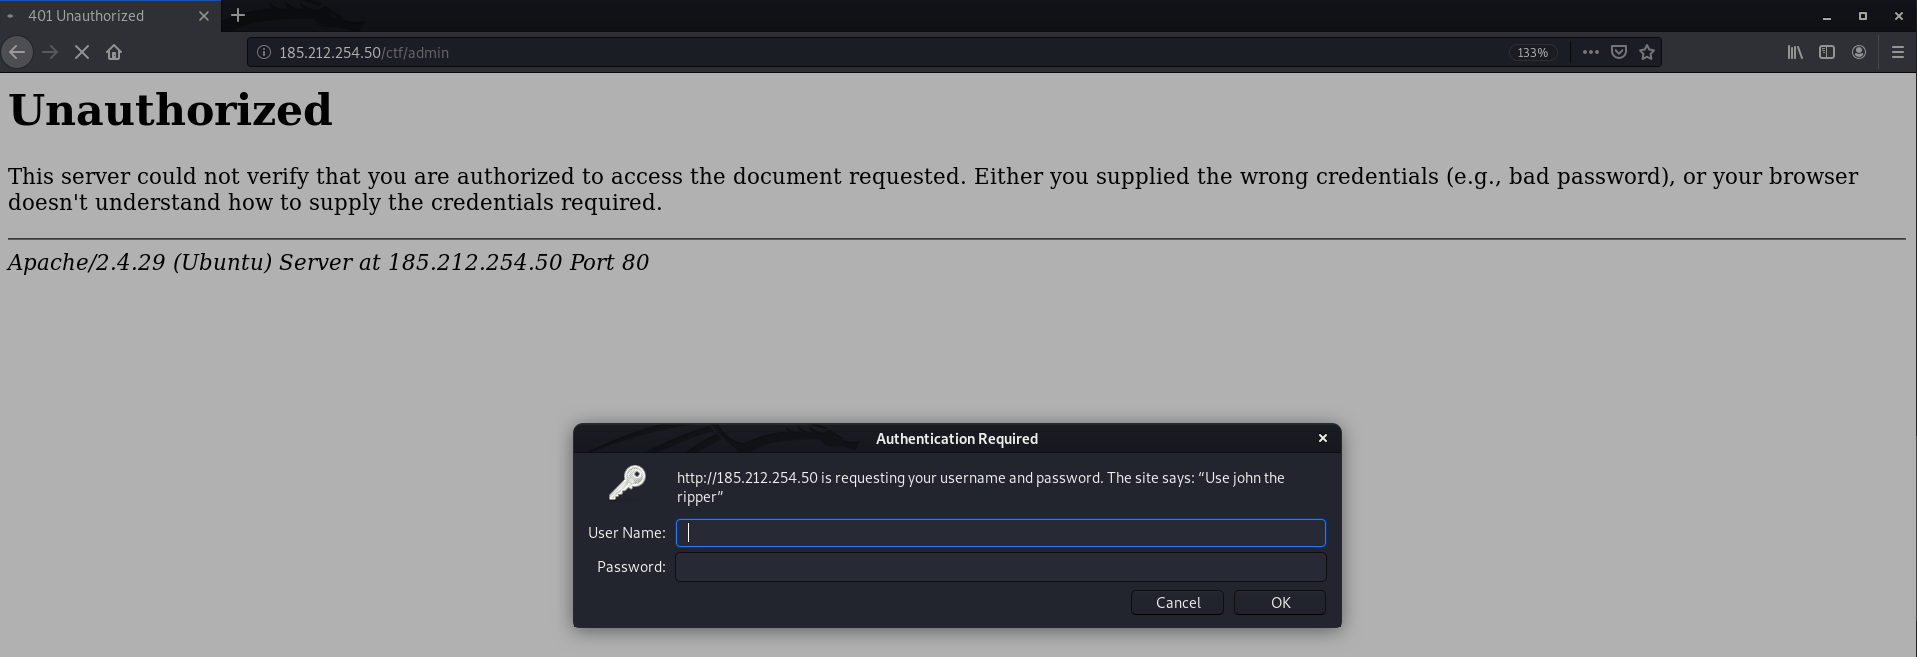 401 Unauthorized
185.212.254.50/ctf/admin
133%
Unauthorized
This server could not verify that you are authorized to access the document requested. Either you supplied the wrong credentials (e.g., bad password), or your browser
doesn't understand how to supply the credentials required.
Apache/2.4.29 (Ubuntu) Server at 185.212.254.50 Port 80
Authentication Required
http://185.212.254.50 is requesting your username and password. The site says: “Use john the
ripper”
User Name:
Password:
Cancel
OK